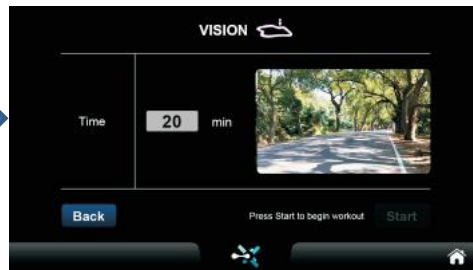 VISION
Time
20 min
Back
Press Start to begin workout
Start